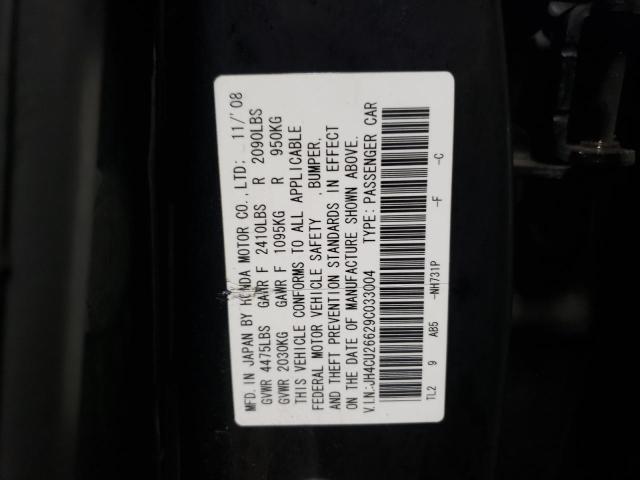 MFD. IN JAPAN BY HONDA MOTOR CO., LTD; 11/'08
GVWR 4475LBS GAWR F 2410LBS R 2090LBS
GVWR 2030KG GAWR F 1095KG R 950KG
THIS VEHICLE CONFORMS TO ALL APPLICABLE
FEDERAL MOTOR VEHICLE SAFETY , BUMPER,
AND THEFT PREVENTION STANDARDS IN EFFECT
ON THE DATE OF MANUFACTURE SHOWN ABOVE.
V.I.N.:JH4CU26629C033004 TYPE: PASSENGER CAR
TL2 9 AB5 -NH731P -F -C